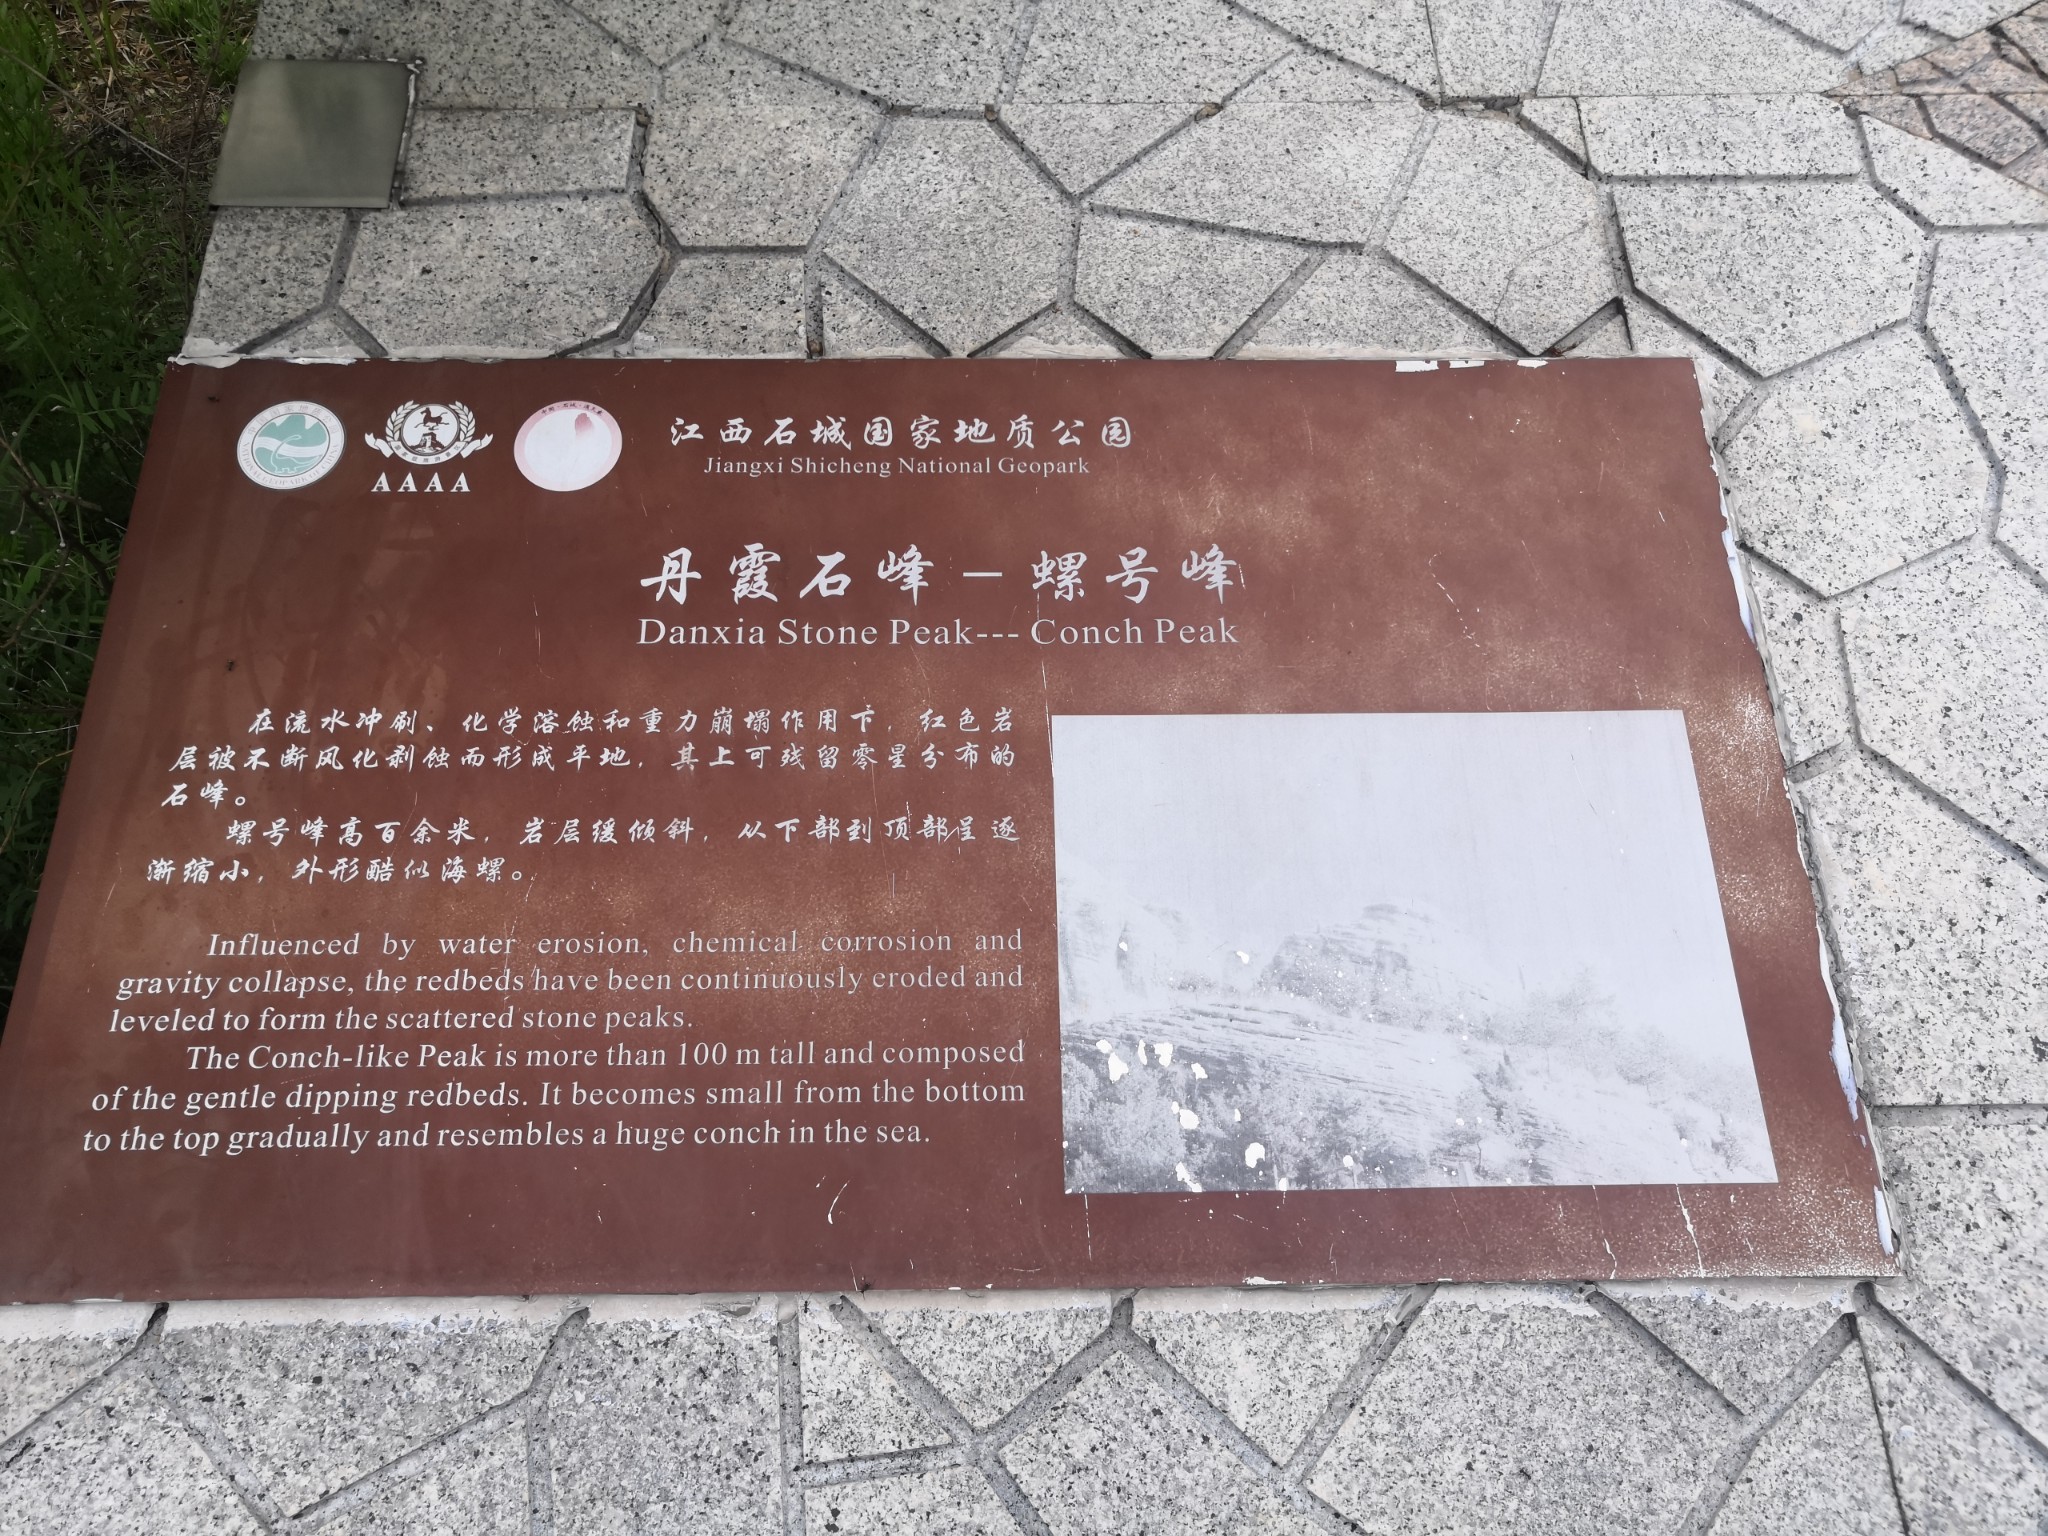 AAAA
江西石城国家地质公园
Jiangxi Shicheng National Geopark
丹霞石峰－螺号峰
Danxia Stone Peak--- Conch Peak
在流水冲刷、化学溶蚀和重力崩塌作用下，红色岩
层被不断风化剥蚀而形成平地，其上可残留零星分布的
石峰。
螺号峰高百余米，岩层缓倾斜，从下部到顶部呈逐
渐缩小，外形酷似海螺。
Influenced by water erosion, chemical corrosion and
gravity collapse, the redbeds have been continuously eroded and
leveled to form the scattered stone peaks.
The Conch-like Peak is more than 100 m tall and composed
of the gentle dipping redbeds. It becomes small from the bottom
to the top gradually and resembles a huge conch in the sea.